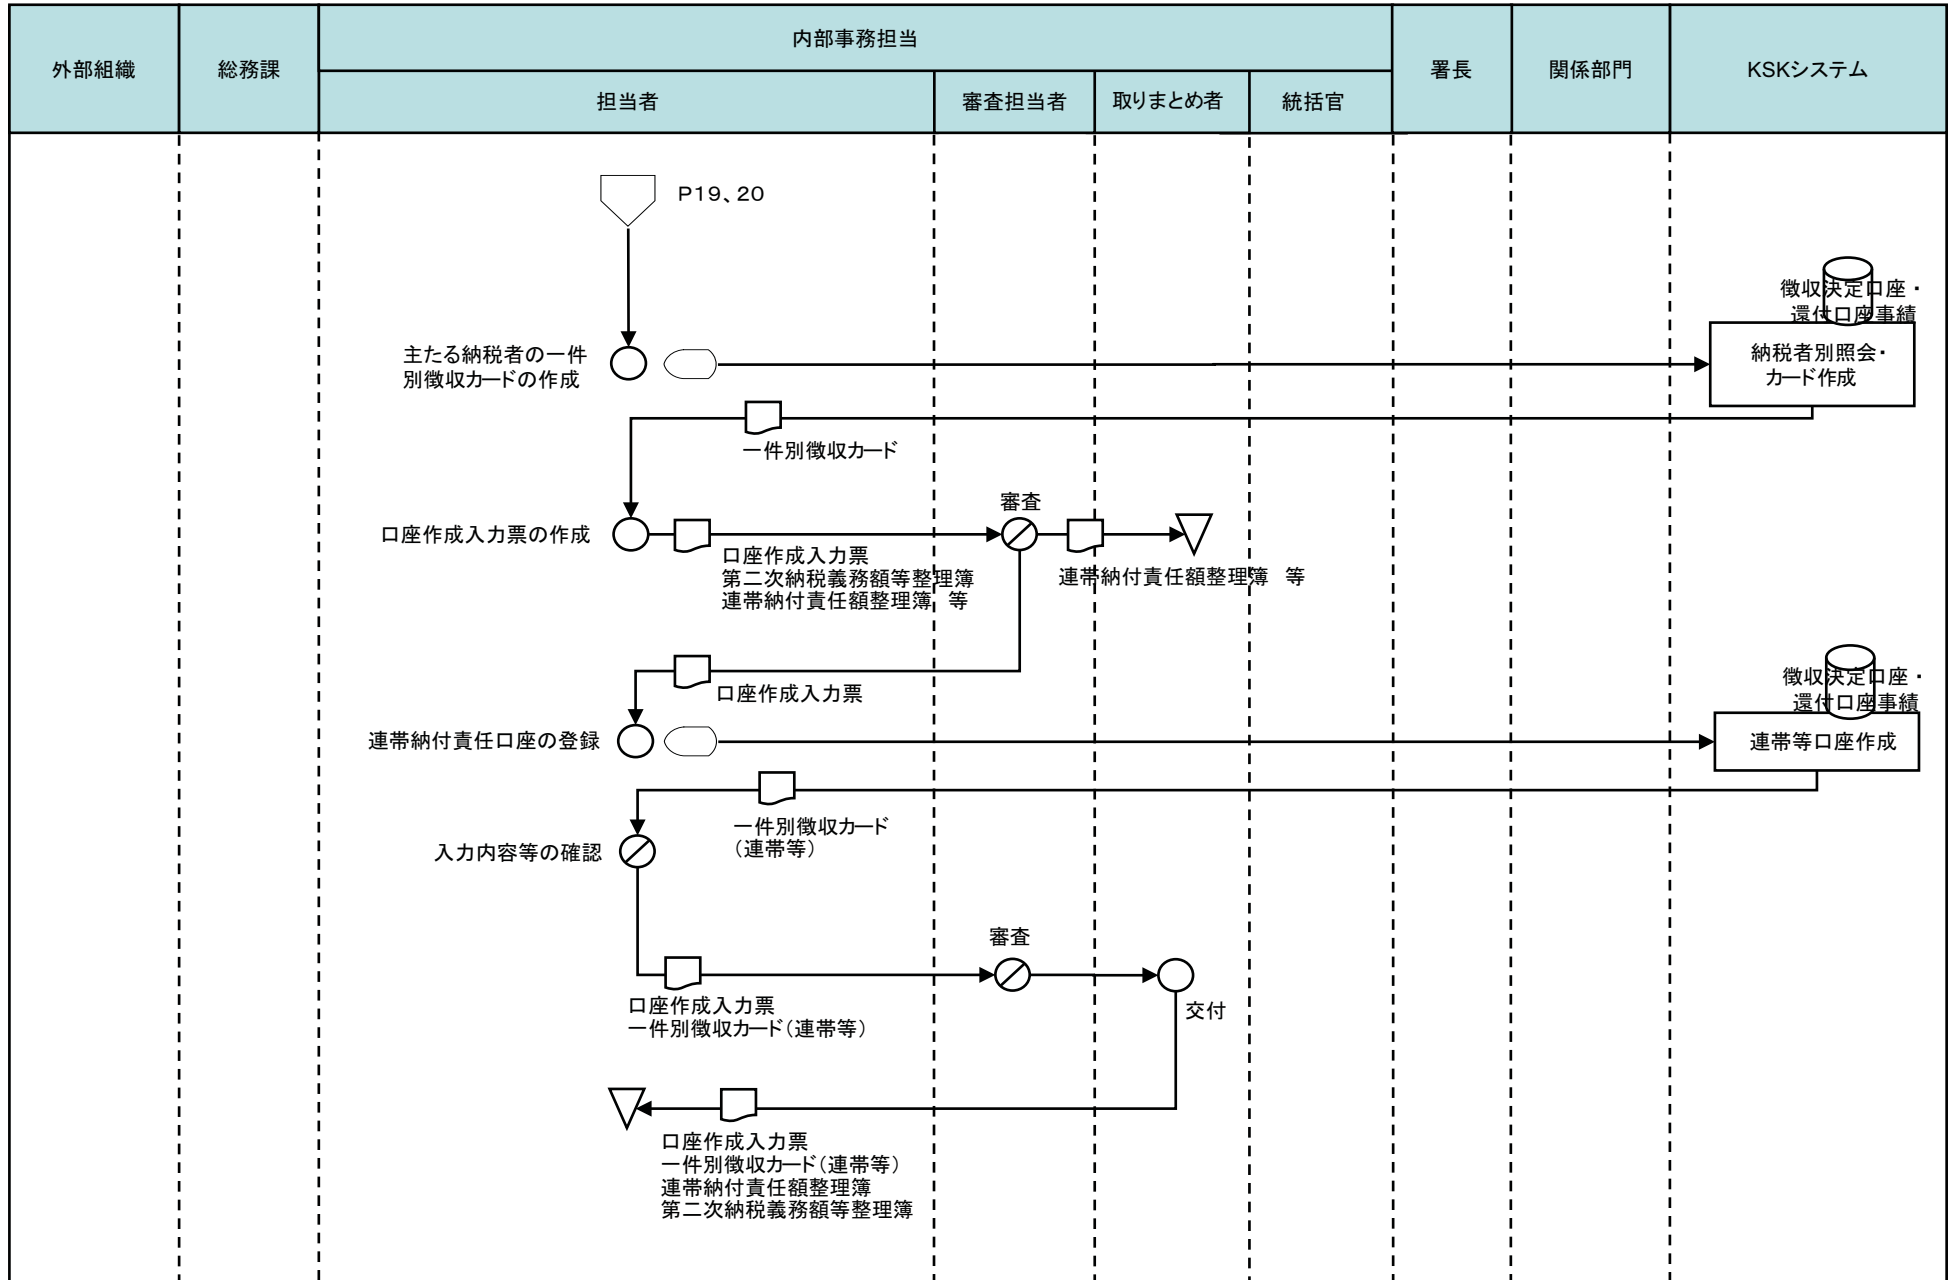 外部組織
総務課
内部事務担当
担当者
審査担当者
取りまとめ者
統括官
署長
関係部門
KSKシステム
P19、20
徴収決定口座・
還付口座事績
主たる納税者の一件
別徴収カードの作成
納税者別照会・
カード作成
一件別徴収カード
審査
口座作成入力票の作成
口座作成入力票
第二次納税義務額等整理簿
連帯納付責任額整理簿　等
連帯納付責任額整理簿　等
口座作成入力票
徴収決定口座・
還付口座事績
連帯納付責任口座の登録
連帯等口座作成
一件別徴収カード
（連帯等）
入力内容等の確認
審査
口座作成入力票
一件別徴収カード（連帯等）
交付
口座作成入力票
一件別徴収カード（連帯等）
連帯納付責任額整理簿
第二次納税義務額等整理簿